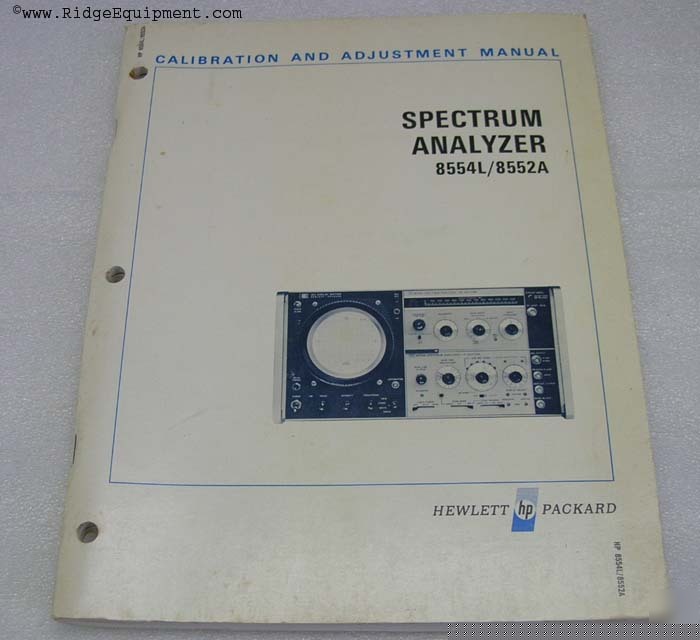 ©www.RidgeEquipment.com
CALIBRATION AND ADJUSTMENT MANUAL
SPECTRUM
ANALYZER
8554L/8552A
HEWLETT hp PACKARD
HP 8554L/8552A